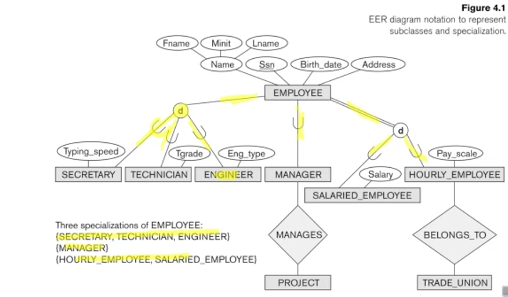 Figure 4.1
EER diagram notation to represent
subclasses and specialization.
Fname Minit Lname
Name Ssn Birth_date Address
EMPLOYEE
d
d
Typing_speed Tgrade Eng_type Pay_scale
Salary
SECRETARY TECHNICIAN ENGINEER MANAGER HOURLY_EMPLOYEE
SALARIED_EMPLOYEE
Three specializations of EMPLOYEE:
{SECRETARY, TECHNICIAN, ENGINEER}
{MANAGER}
{HOURLY_EMPLOYEE, SALARIED_EMPLOYEE}
MANAGES BELONGS_TO
PROJECT TRADE_UNION